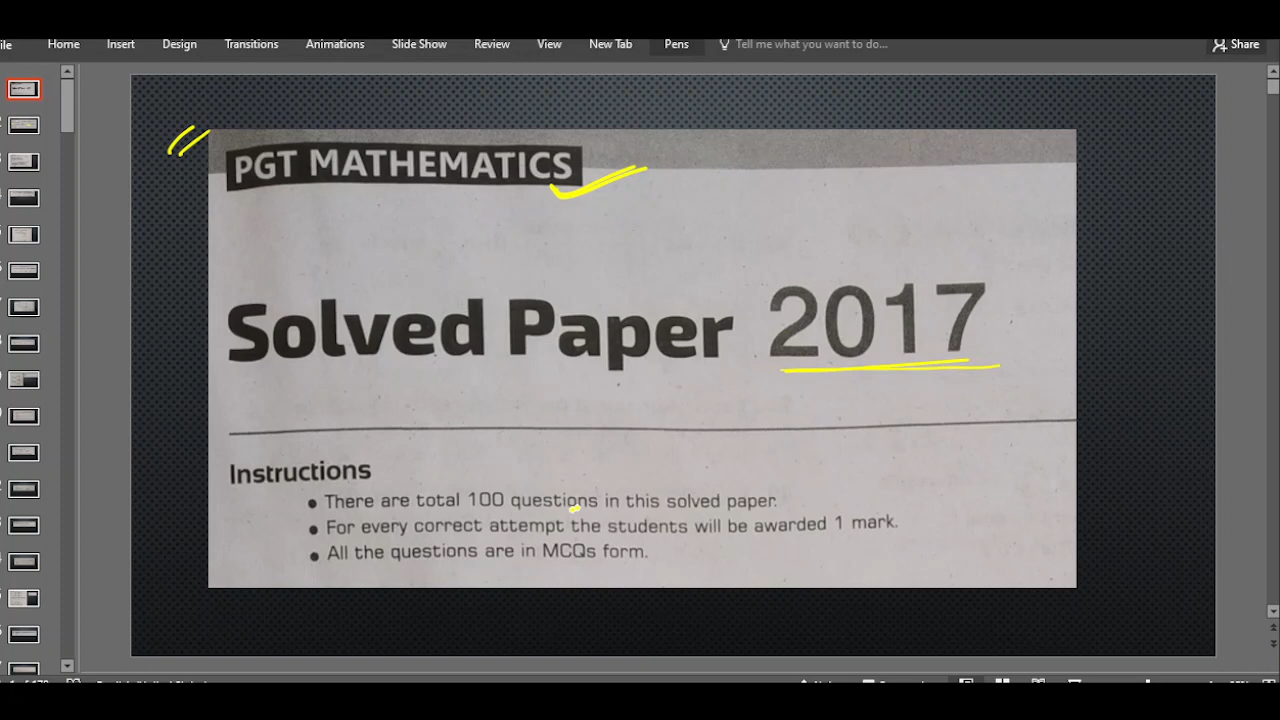 File Home Insert Design Transitions Animations Slide Show Review View New Tab Pens Tell me what you want to do... Share
PGT MATHEMATICS
Solved Paper 2017
Instructions
• There are total 100 questions in this solved paper.
• For every correct attempt the students will be awarded 1 mark.
• All the questions are in MCQs form.